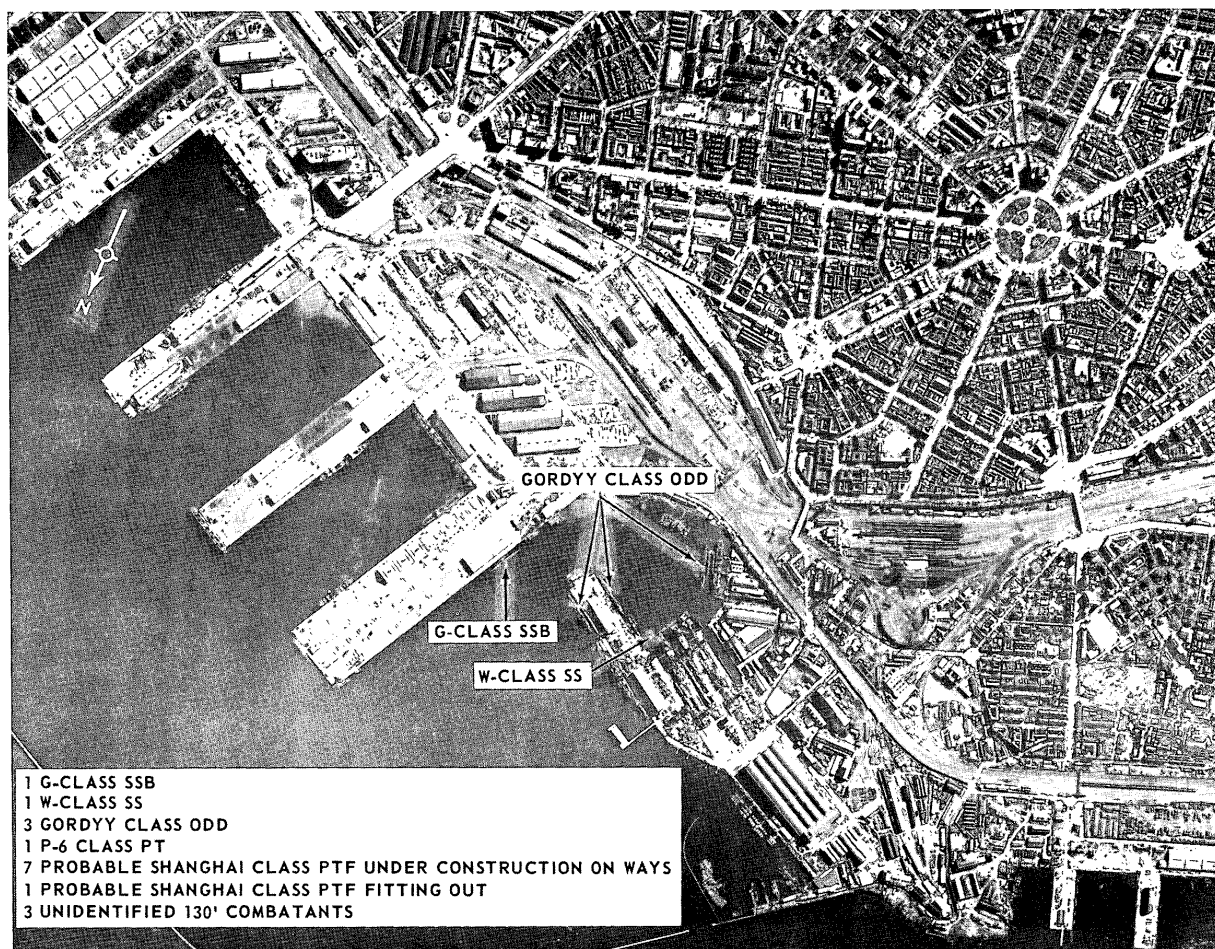 N
GORDYY CLASS ODD
G-CLASS SSB
W-CLASS SS
1
1 G-CLASS SSB
1 W-CLASS SS
3 GORDYY CLASS ODD
1 P-6 CLASS PT
7 PROBABLE SHANGHAI CLASS PTF UNDER CONSTRUCTION ON WAYS
1 PROBABLE SHANGHAI CLASS PTF FITTING OUT
3 UNIDENTIFIED 130' COMBATANTS